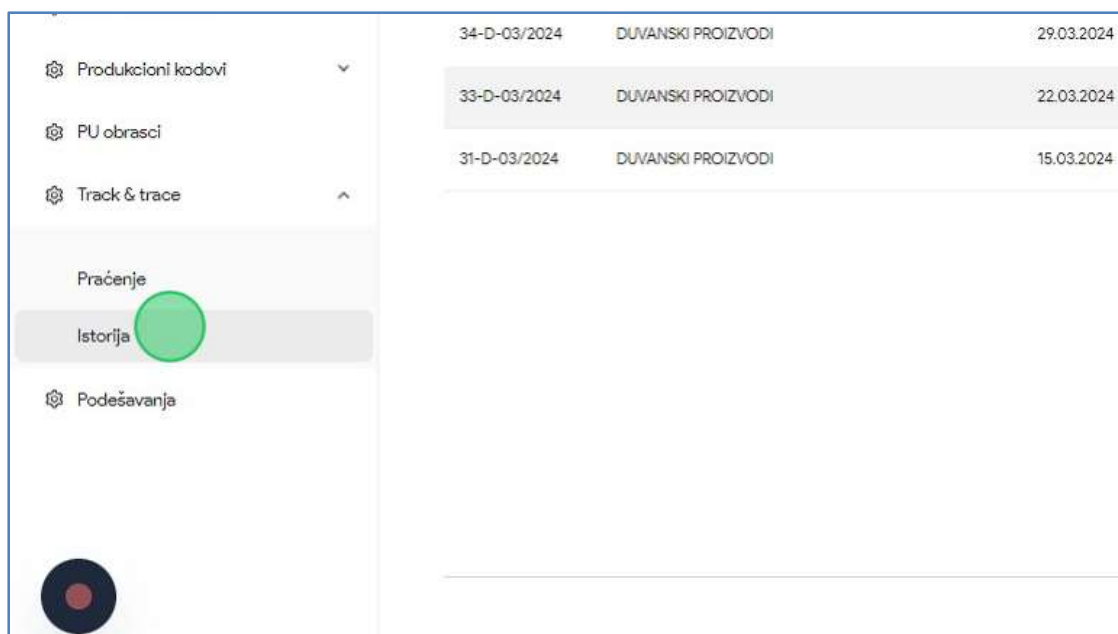 Produkcioni kodovi
PU obrasci
Track & trace
Praćenje
Istorija
Podešavanja
34-D-03/2024 DUVANSKI PROIZVODI 29.03.2024
33-D-03/2024 DUVANSKI PROIZVODI 22.03.2024
31-D-03/2024 DUVANSKI PROIZVODI 15.03.2024